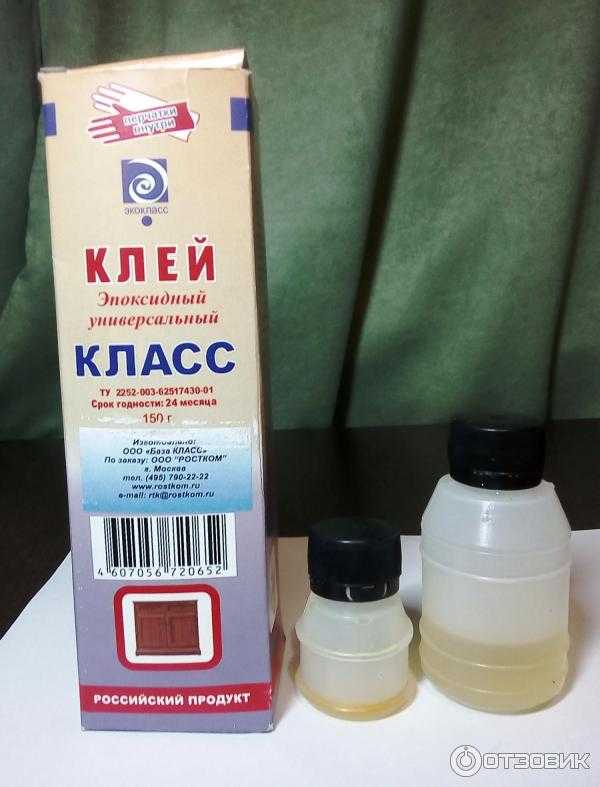 перчатки
внутри
ЭКОКЛАСС
КЛЕЙ
Эпоксидный
универсальный
КЛАСС
ТУ 2252-003-62517430-01
Срок годности: 24 месяца
150 г
Изготовлено:
ООО «База КЛАСС»
По заказу: ООО "РОСТКОМ"
г. Москва
тел. (495) 790-22-22
www.rostkom.ru
e-mail: rtk@rostkom.ru
4 607056 720652
РОССИЙСКИЙ ПРОДУКТ
ОТЗОВИК